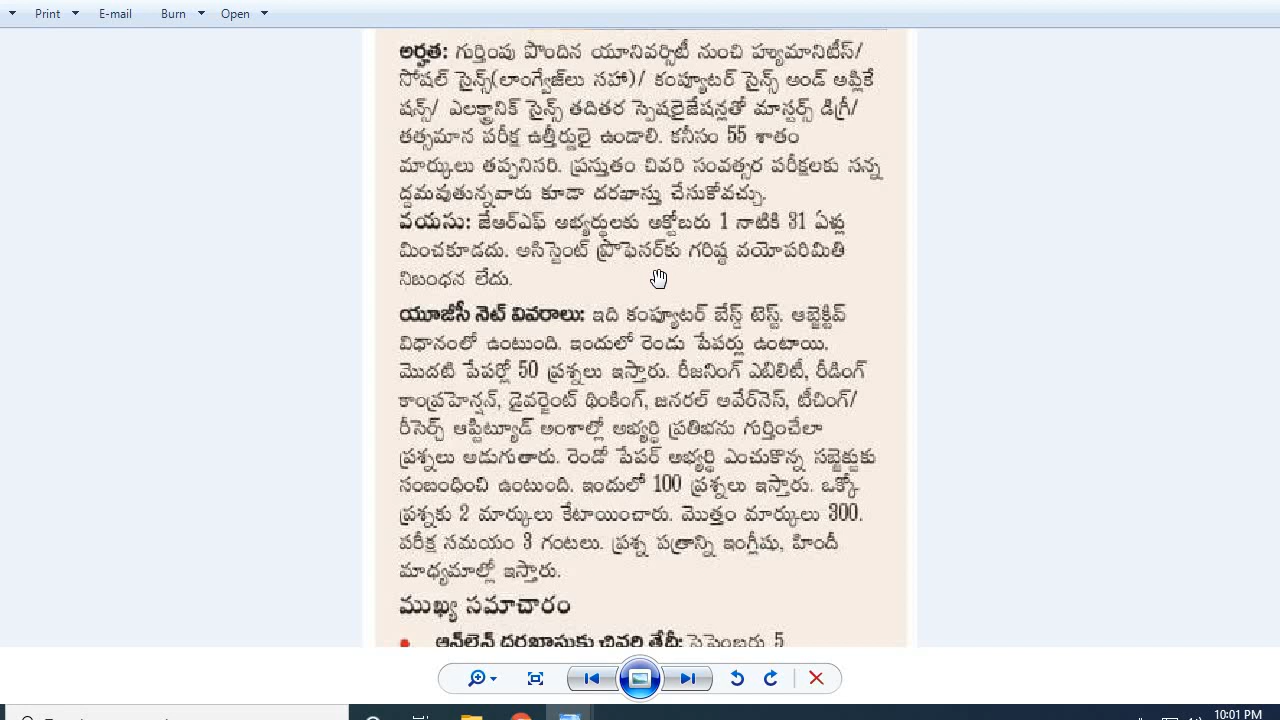 Print
E-mail
Burn
Open
అర్హత: గుర్తింపు పొందిన యూనివర్సిటీ నుంచి హ్యుమానిటీస్/
సోషల్ సైన్స్(లాంగ్వేజ్‌లు సహా)/ కంప్యూటర్ సైన్స్ అండ్ అప్లికే
షన్స్/ ఎలక్ట్రానిక్ సైన్స్ తదితర స్పెషలైజేషన్లతో మాస్టర్స్ డిగ్రీ/
తత్సమాన పరీక్ష ఉత్తీర్ణులై ఉండాలి. కనీసం 55 శాతం
మార్కులు తప్పనిసరి. ప్రస్తుతం చివరి సంవత్సర పరీక్షలకు సన్న
ద్ధమవుతున్నవారు కూడా దరఖాస్తు చేసుకోవచ్చు.
వయసు: జేఆర్ఎఫ్ అభ్యర్థులకు అక్టోబరు 1 నాటికి 31 ఏళ్లు
మించకూడదు. అసిస్టెంట్ ప్రొఫెసర్‌కు గరిష్ఠ వయోపరిమితి
నిబంధన లేదు.
యూజీసీ నెట్ వివరాలు: ఇది కంప్యూటర్ బేస్డ్ టెస్ట్. ఆబ్జెక్టివ్
విధానంలో ఉంటుంది. ఇందులో రెండు పేపర్లు ఉంటాయి.
మొదటి పేపర్లో 50 ప్రశ్నలు ఇస్తారు. రీజనింగ్ ఎబిలిటీ, రీడింగ్
కాంప్రహెన్షన్, డైవర్జెంట్ థింకింగ్, జనరల్ అవేర్‌నెస్, టీచింగ్/
రీసెర్చ్ ఆప్టిట్యూడ్ అంశాల్లో అభ్యర్థి ప్రతిభను గుర్తించేలా
ప్రశ్నలు అడుగుతారు. రెండో పేపర్ అభ్యర్థి ఎంచుకొన్న సబ్జెక్టుకు
సంబంధించి ఉంటుంది. ఇందులో 100 ప్రశ్నలు ఇస్తారు. ఒక్కో
ప్రశ్నకు 2 మార్కులు కేటాయించారు. మొత్తం మార్కులు 300.
పరీక్ష సమయం 3 గంటలు. ప్రశ్న పత్రాన్ని ఇంగ్లీషు, హిందీ
మాధ్యమాల్లో ఇస్తారు.
ముఖ్య సమాచారం
ఆన్‌లైన్ దరఖాస్తుకు చివరి తేదీ: సెప్టెంబరు 5
10:01 PM